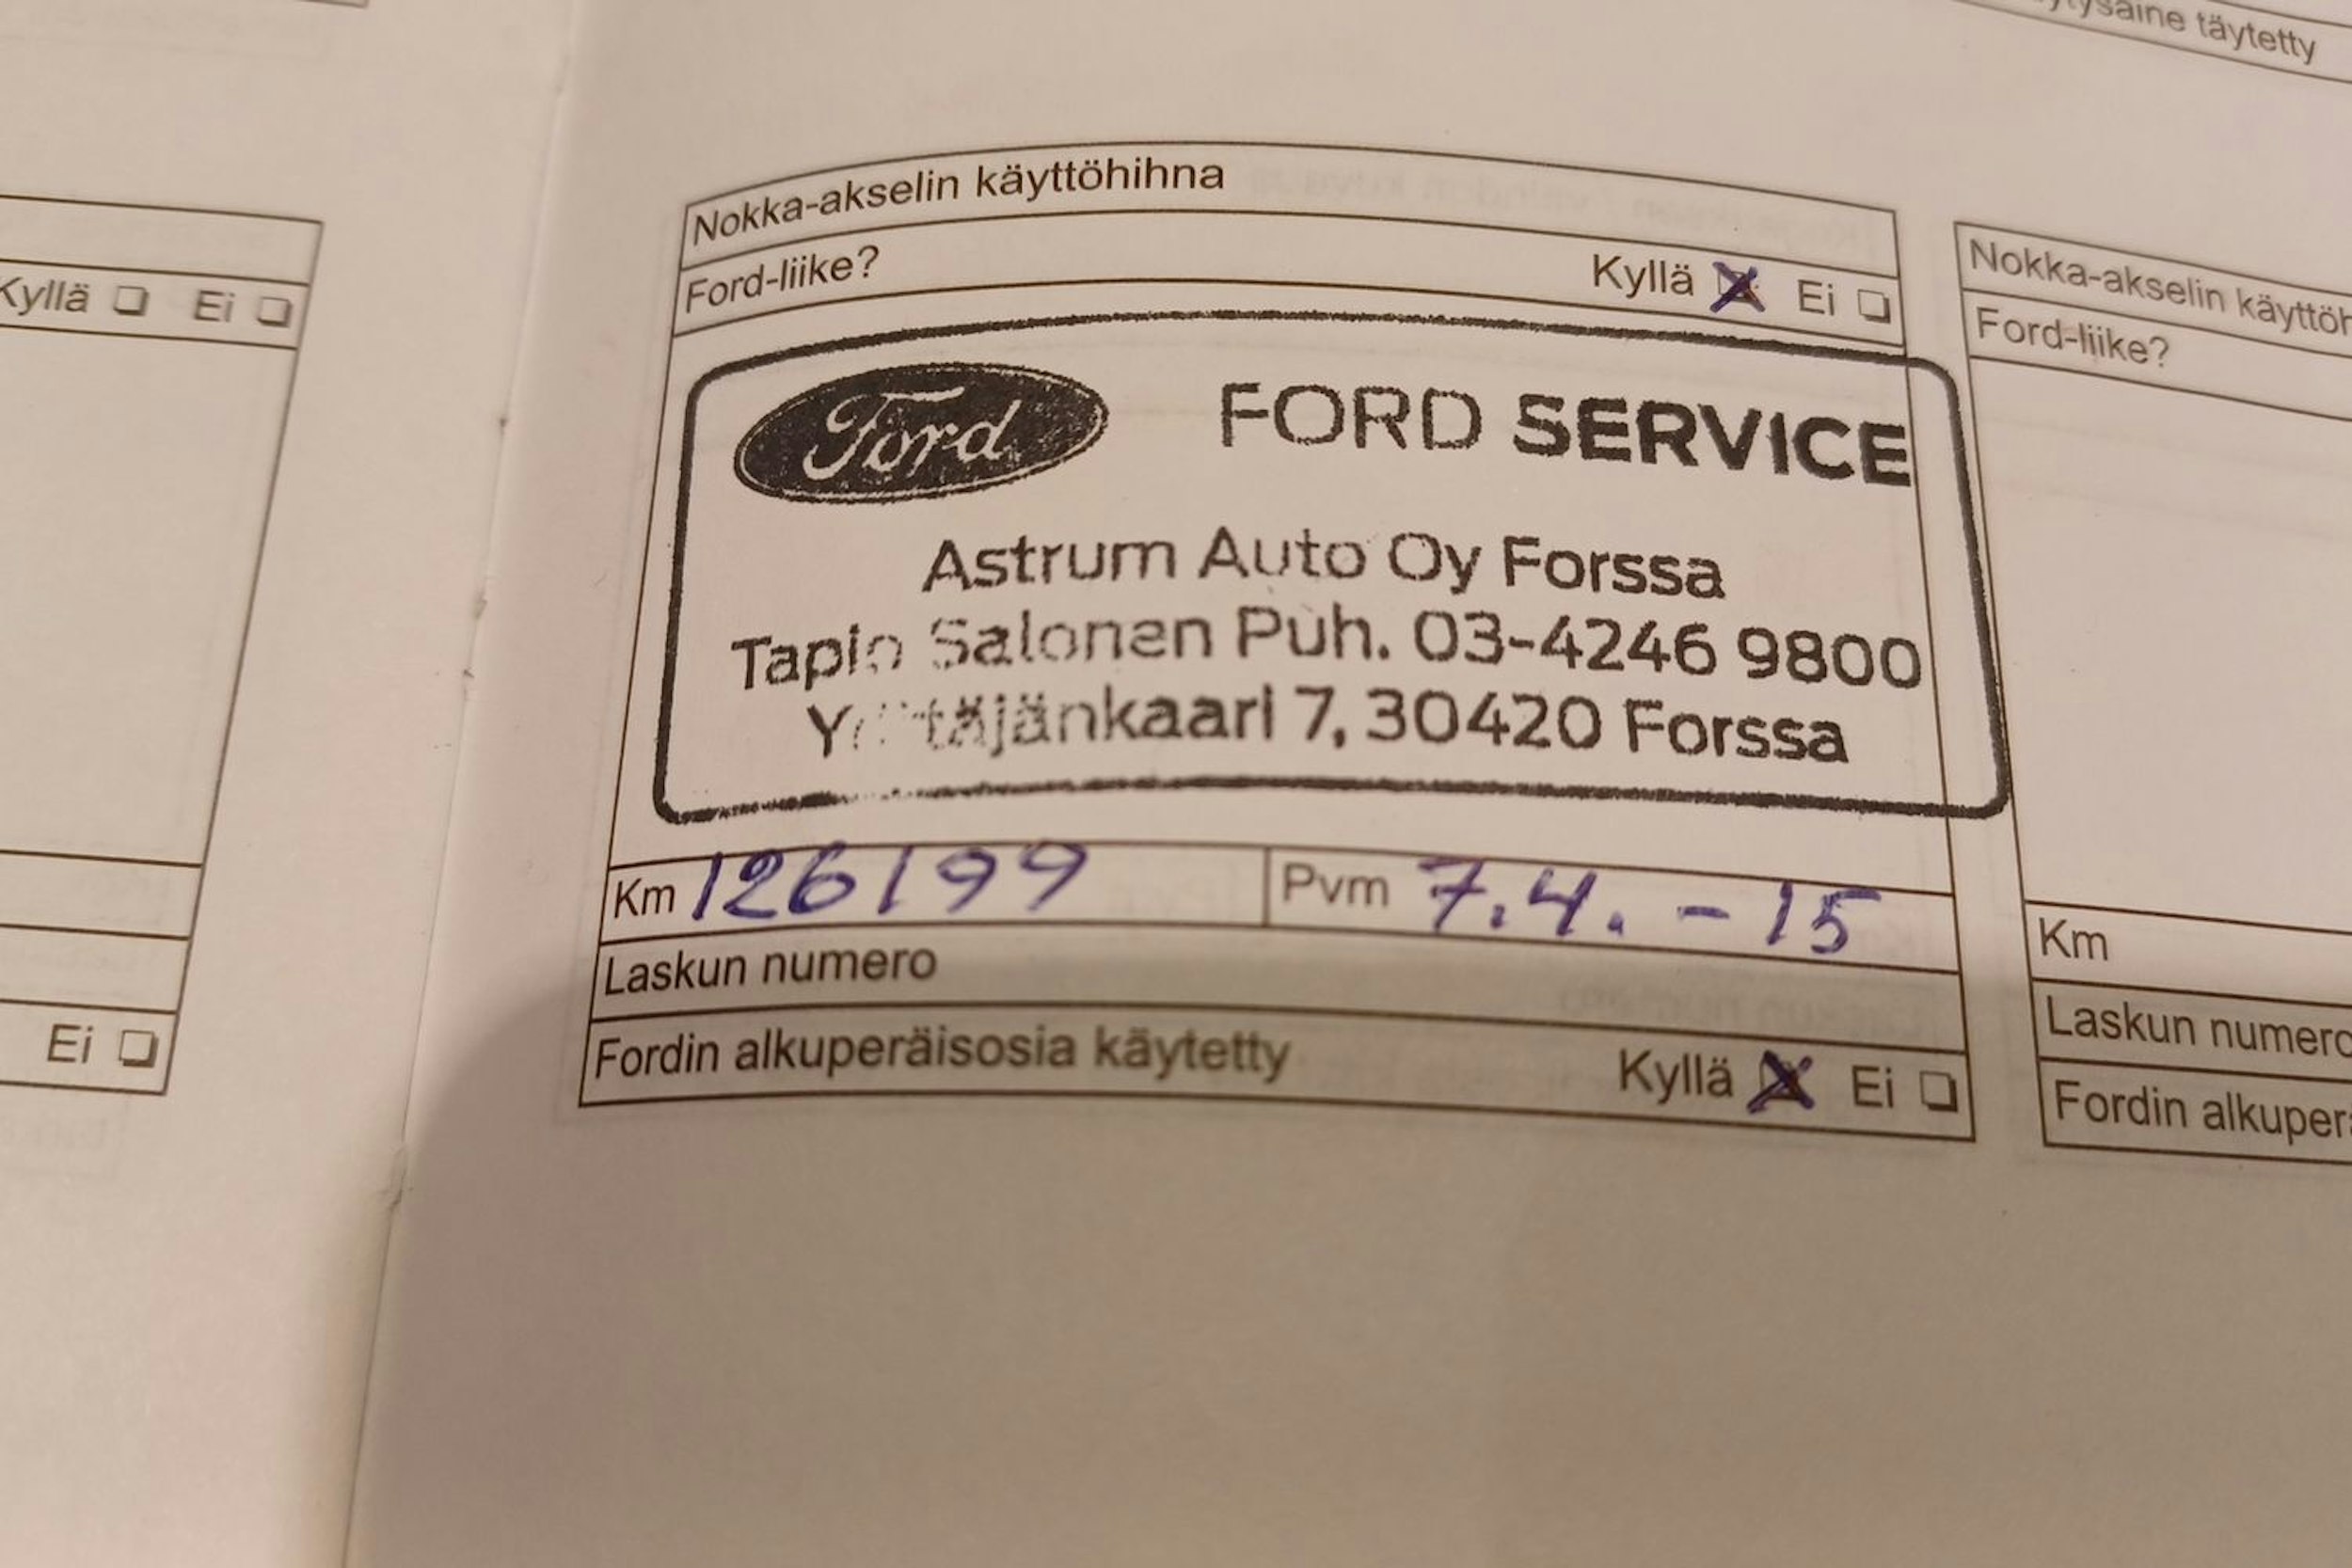 täytetty
Kyllä Ei
Ei
Nokka-akselin käyttöhihna
Ford-liike? Kyllä Ei
Ford FORD SERVICE
Astrum Auto Oy Forssa
Tapio Salonen Puh. 03-4246 9800
7, 30420 Forssa
Km 126199 Pvm 7.4.-15
Laskun numero
Fordin alkuperäisosia käytetty Kyllä Ei
Nokka-akselin
Ford-liike?
Km
Laskun numero
Fordin